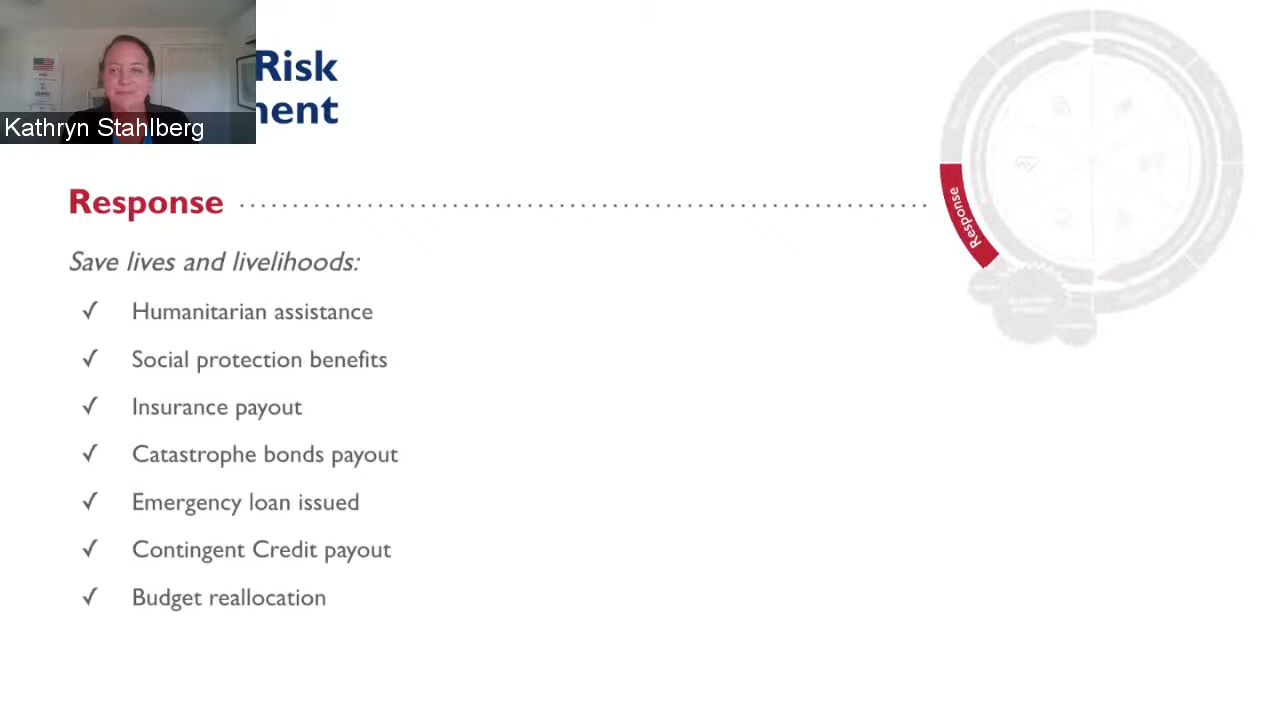 Risk
Kathryn Stahlberg
Response
Save lives and livelihoods:
✓ Humanitarian assistance
✓ Social protection benefits
✓ Insurance payout
✓ Catastrophe bonds payout
✓ Emergency loan issued
✓ Contingent Credit payout
✓ Budget reallocation
Response